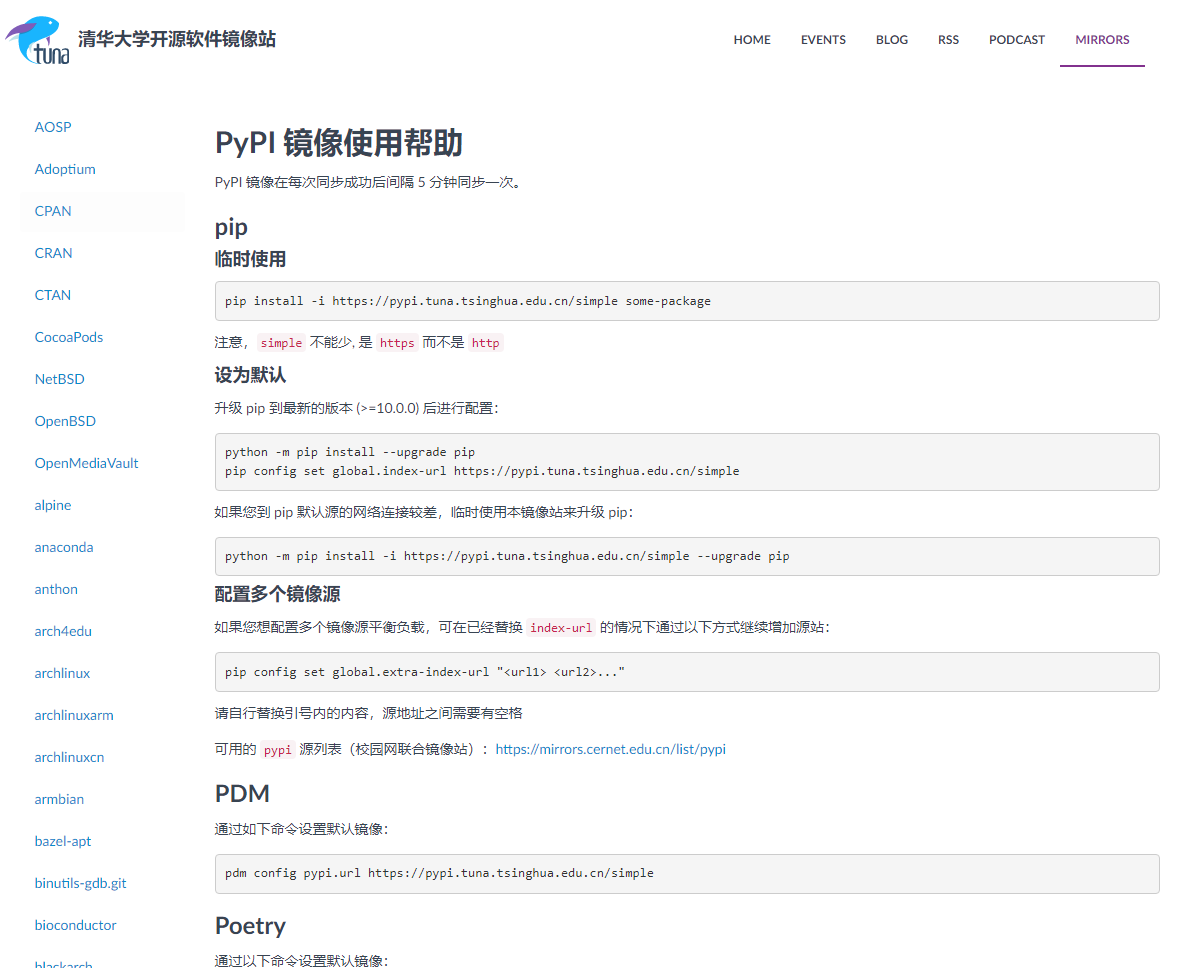 tuna 清华大学开源软件镜像站
HOME EVENTS BLOG RSS PODCAST MIRRORS
AOSP
Adoptium
CPAN
CRAN
CTAN
CocoaPods
NetBSD
OpenBSD
OpenMediaVault
alpine
anaconda
anthon
arch4edu
archlinux
archlinuxarm
archlinuxcn
armbian
bazel-apt
binutils-gdb.git
bioconductor
blackarch
PyPI 镜像使用帮助
PyPI 镜像在每次同步成功后间隔 5 分钟同步一次。
pip
临时使用
pip install -i https://pypi.tuna.tsinghua.edu.cn/simple some-package
注意，simple 不能少, 是 https 而不是 http
设为默认
升级 pip 到最新的版本 (>=10.0.0) 后进行配置：
python -m pip install --upgrade pip
pip config set global.index-url https://pypi.tuna.tsinghua.edu.cn/simple
如果您到 pip 默认源的网络连接较差，临时使用本镜像站来升级 pip：
python -m pip install -i https://pypi.tuna.tsinghua.edu.cn/simple --upgrade pip
配置多个镜像源
如果您想配置多个镜像源平衡负载，可在已经替换 index-url 的情况下通过以下方式继续增加源站：
pip config set global.extra-index-url "<url1> <url2>..."
请自行替换引号内的内容，源地址之间需要有空格
可用的 pypi 源列表（校园网联合镜像站）：https://mirrors.cernet.edu.cn/list/pypi
PDM
通过如下命令设置默认镜像：
pdm config pypi.url https://pypi.tuna.tsinghua.edu.cn/simple
Poetry
通过以下命令设置默认镜像：